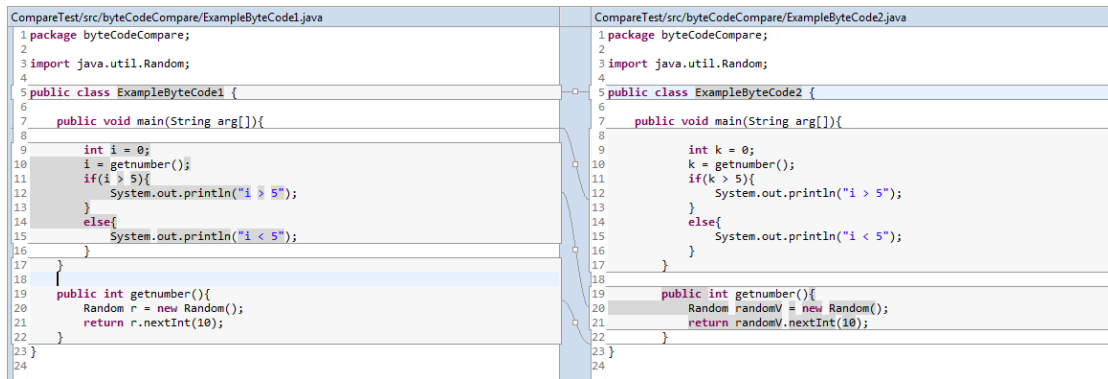 CompareTest/src/byteCodeCompare/ExampleByteCode1.java
1 package byteCodeCompare;
2
3 import java.util.Random;
4
5 public class ExampleByteCode1 {
6
7 public void main(String arg[]){
8
9 int i = 0;
10 i = getnumber();
11 if(i > 5){
12 System.out.println("i > 5");
13 }
14 else{
15 System.out.println("i < 5");
16 }
17 }
18
19 public int getnumber(){
20 Random r = new Random();
21 return r.nextInt(10);
22 }
23 }
24
CompareTest/src/byteCodeCompare/ExampleByteCode2.java
1 package byteCodeCompare;
2
3 import java.util.Random;
4
5 public class ExampleByteCode2 {
6
7 public void main(String arg[]){
8
9 int k = 0;
10 k = getnumber();
11 if(k > 5){
12 System.out.println("i > 5");
13 }
14 else{
15 System.out.println("i < 5");
16 }
17 }
18
19 public int getnumber(){
20 Random randomV = new Random();
21 return randomV.nextInt(10);
22 }
23 }
24